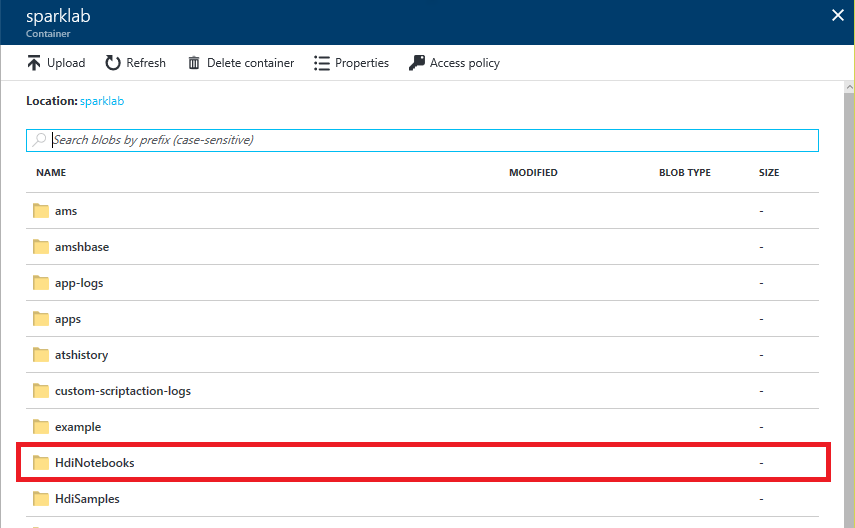 sparklab
Container
Upload Refresh Delete container Properties Access policy
Location: sparklab
Search blobs by prefix (case-sensitive)
NAME MODIFIED BLOB TYPE SIZE
ams -
amshbase -
app-logs -
apps -
atshistory -
custom-scriptaction-logs -
example -
HdiNotebooks -
HdiSamples -